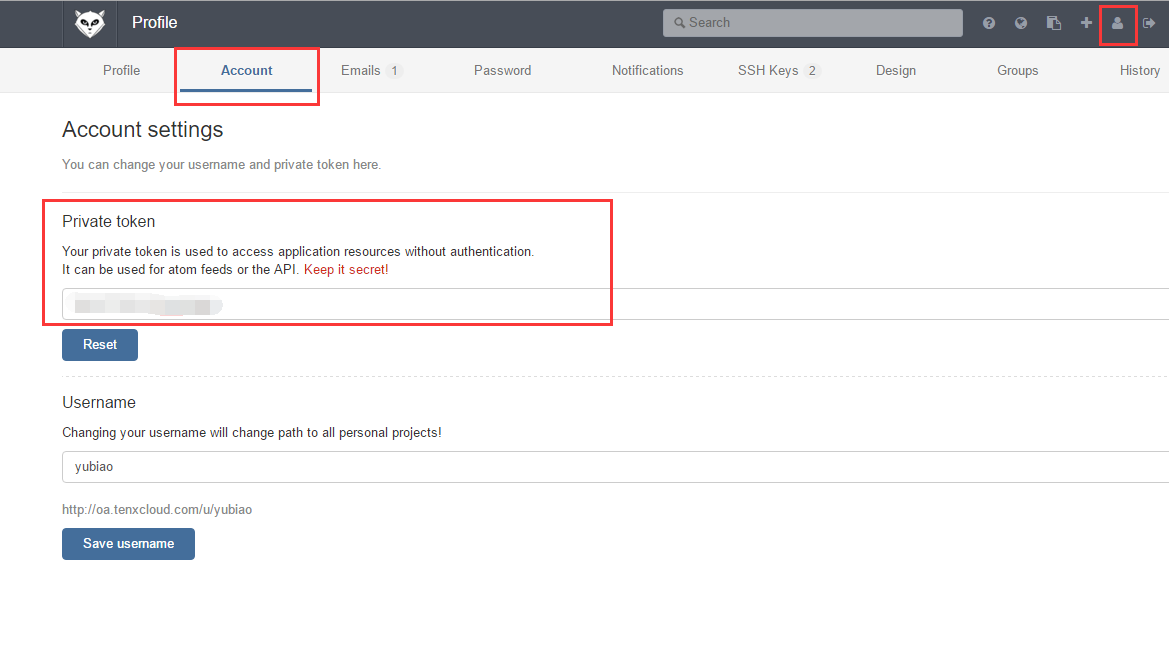 Profile
Search
Profile
Account
Emails 1
Password
Notifications
SSH Keys 2
Design
Groups
History
Account settings
You can change your username and private token here.
Private token
Your private token is used to access application resources without authentication.
It can be used for atom feeds or the API. Keep it secret!
Reset
Username
Changing your username will change path to all personal projects!
yubiao
http://oa.tenxcloud.com/u/yubiao
Save username